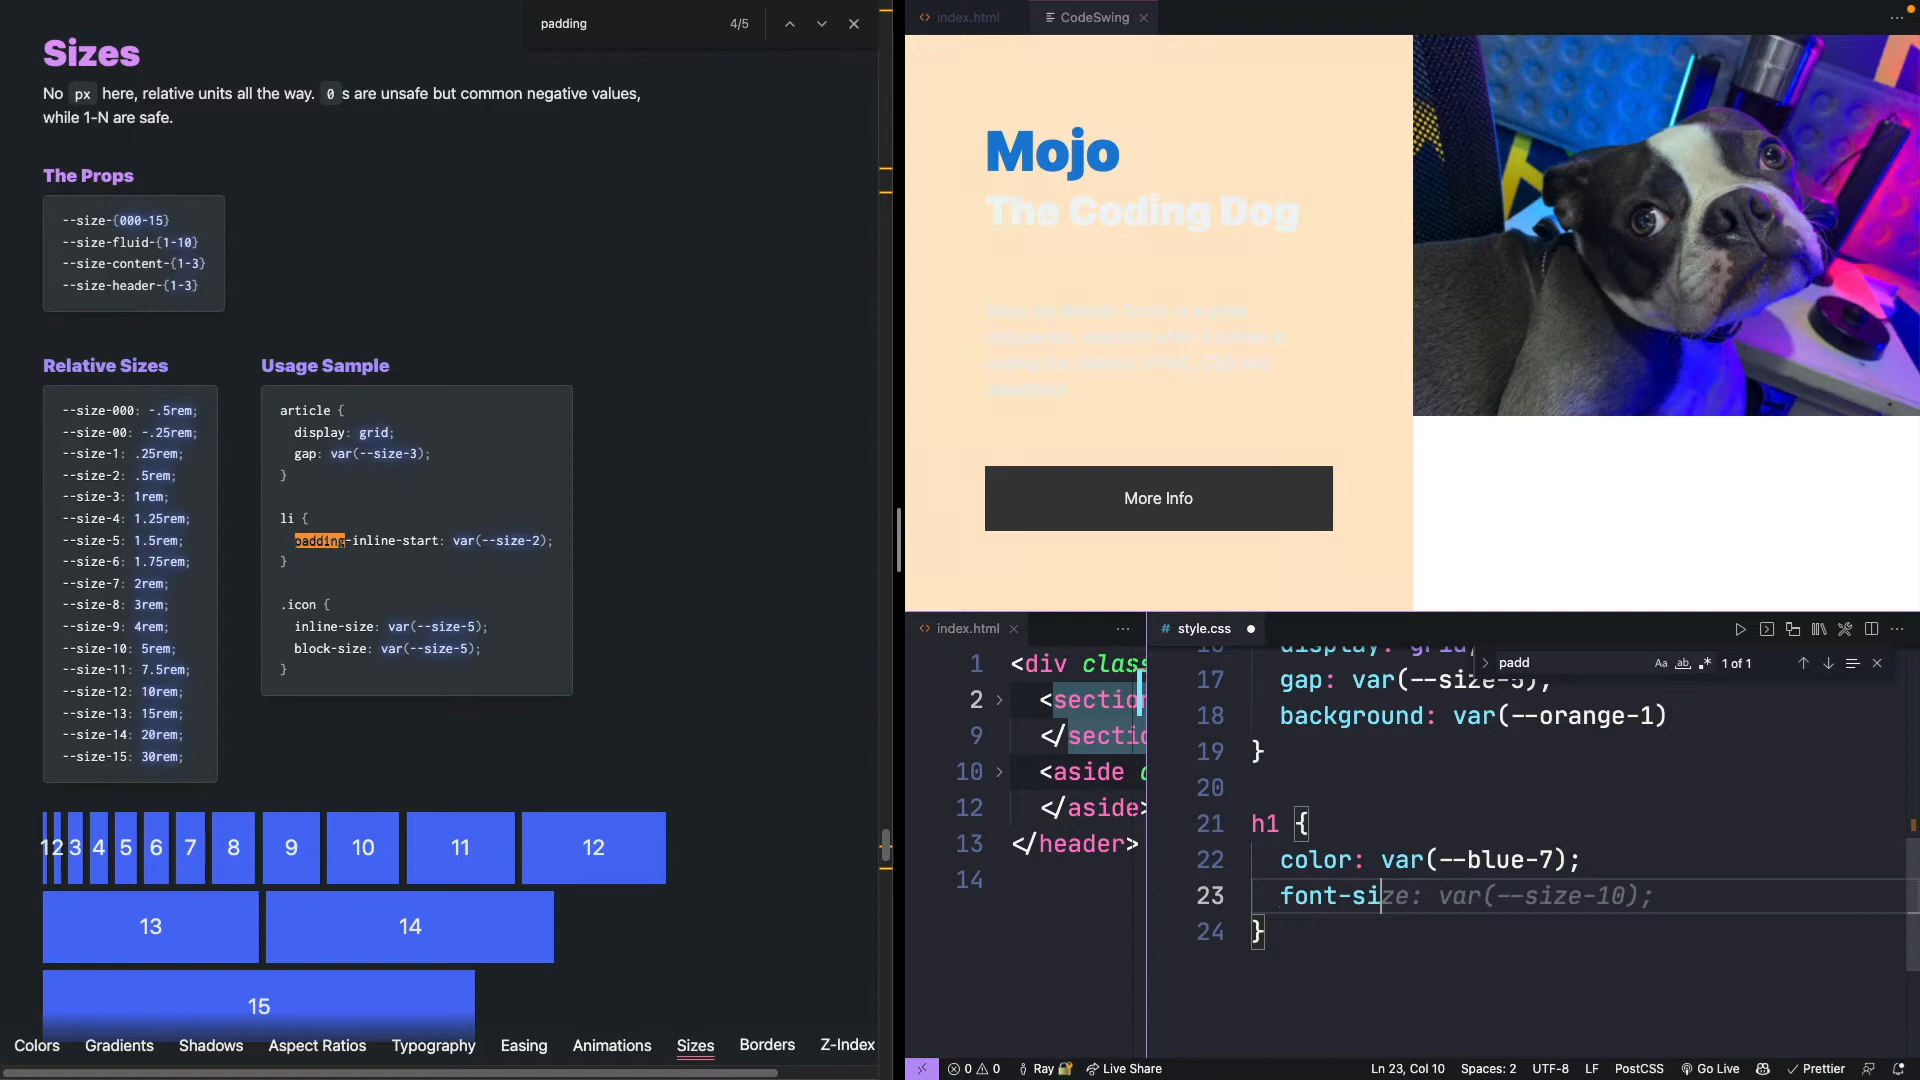 padding
4/5
Sizes
No px here, relative units all the way. 0 s are unsafe but common negative values,
while 1-N are safe.
The Props
--size-{000-15}
--size-fluid-{1-10}
--size-content-{1-3}
--size-header-{1-3}
Relative Sizes
--size-000: -.5rem;
--size-00: -.25rem;
--size-1: .25rem;
--size-2: .5rem;
--size-3: 1rem;
--size-4: 1.25rem;
--size-5: 1.5rem;
--size-6: 1.75rem;
--size-7: 2rem;
--size-8: 3rem;
--size-9: 4rem;
--size-10: 5rem;
--size-11: 7.5rem;
--size-12: 10rem;
--size-13: 15rem;
--size-14: 20rem;
--size-15: 30rem;
Usage Sample
article {
display: grid;
gap: var(--size-3);
}
li {
padding-inline-start: var(--size-2);
}
.icon {
inline-size: var(--size-5);
block-size: var(--size-5);
}
1 2 3 4 5 6 7 8 9 10 11 12
13 14
15
Colors Gradients Shadows Aspect Ratios Typography Easing Animations Sizes Borders Z-Index
index.html CodeSwing
Mojo
The Coding Dog
More Info
index.html
1 <div class
2 <section
9 </sectio
10 <aside
12 </aside>
13 </header>
14
# style.css
padd
Aa ab 1 of 1
16 display: grid;
17 gap: var(--size-5);
18 background: var(--orange-1)
19 }
20
21 h1 {
22 color: var(--blue-7);
23 font-size: var(--size-10);
24 }
0 0 Ray Live Share Ln 23, Col 10 Spaces: 2 UTF-8 LF PostCSS Go Live Prettier